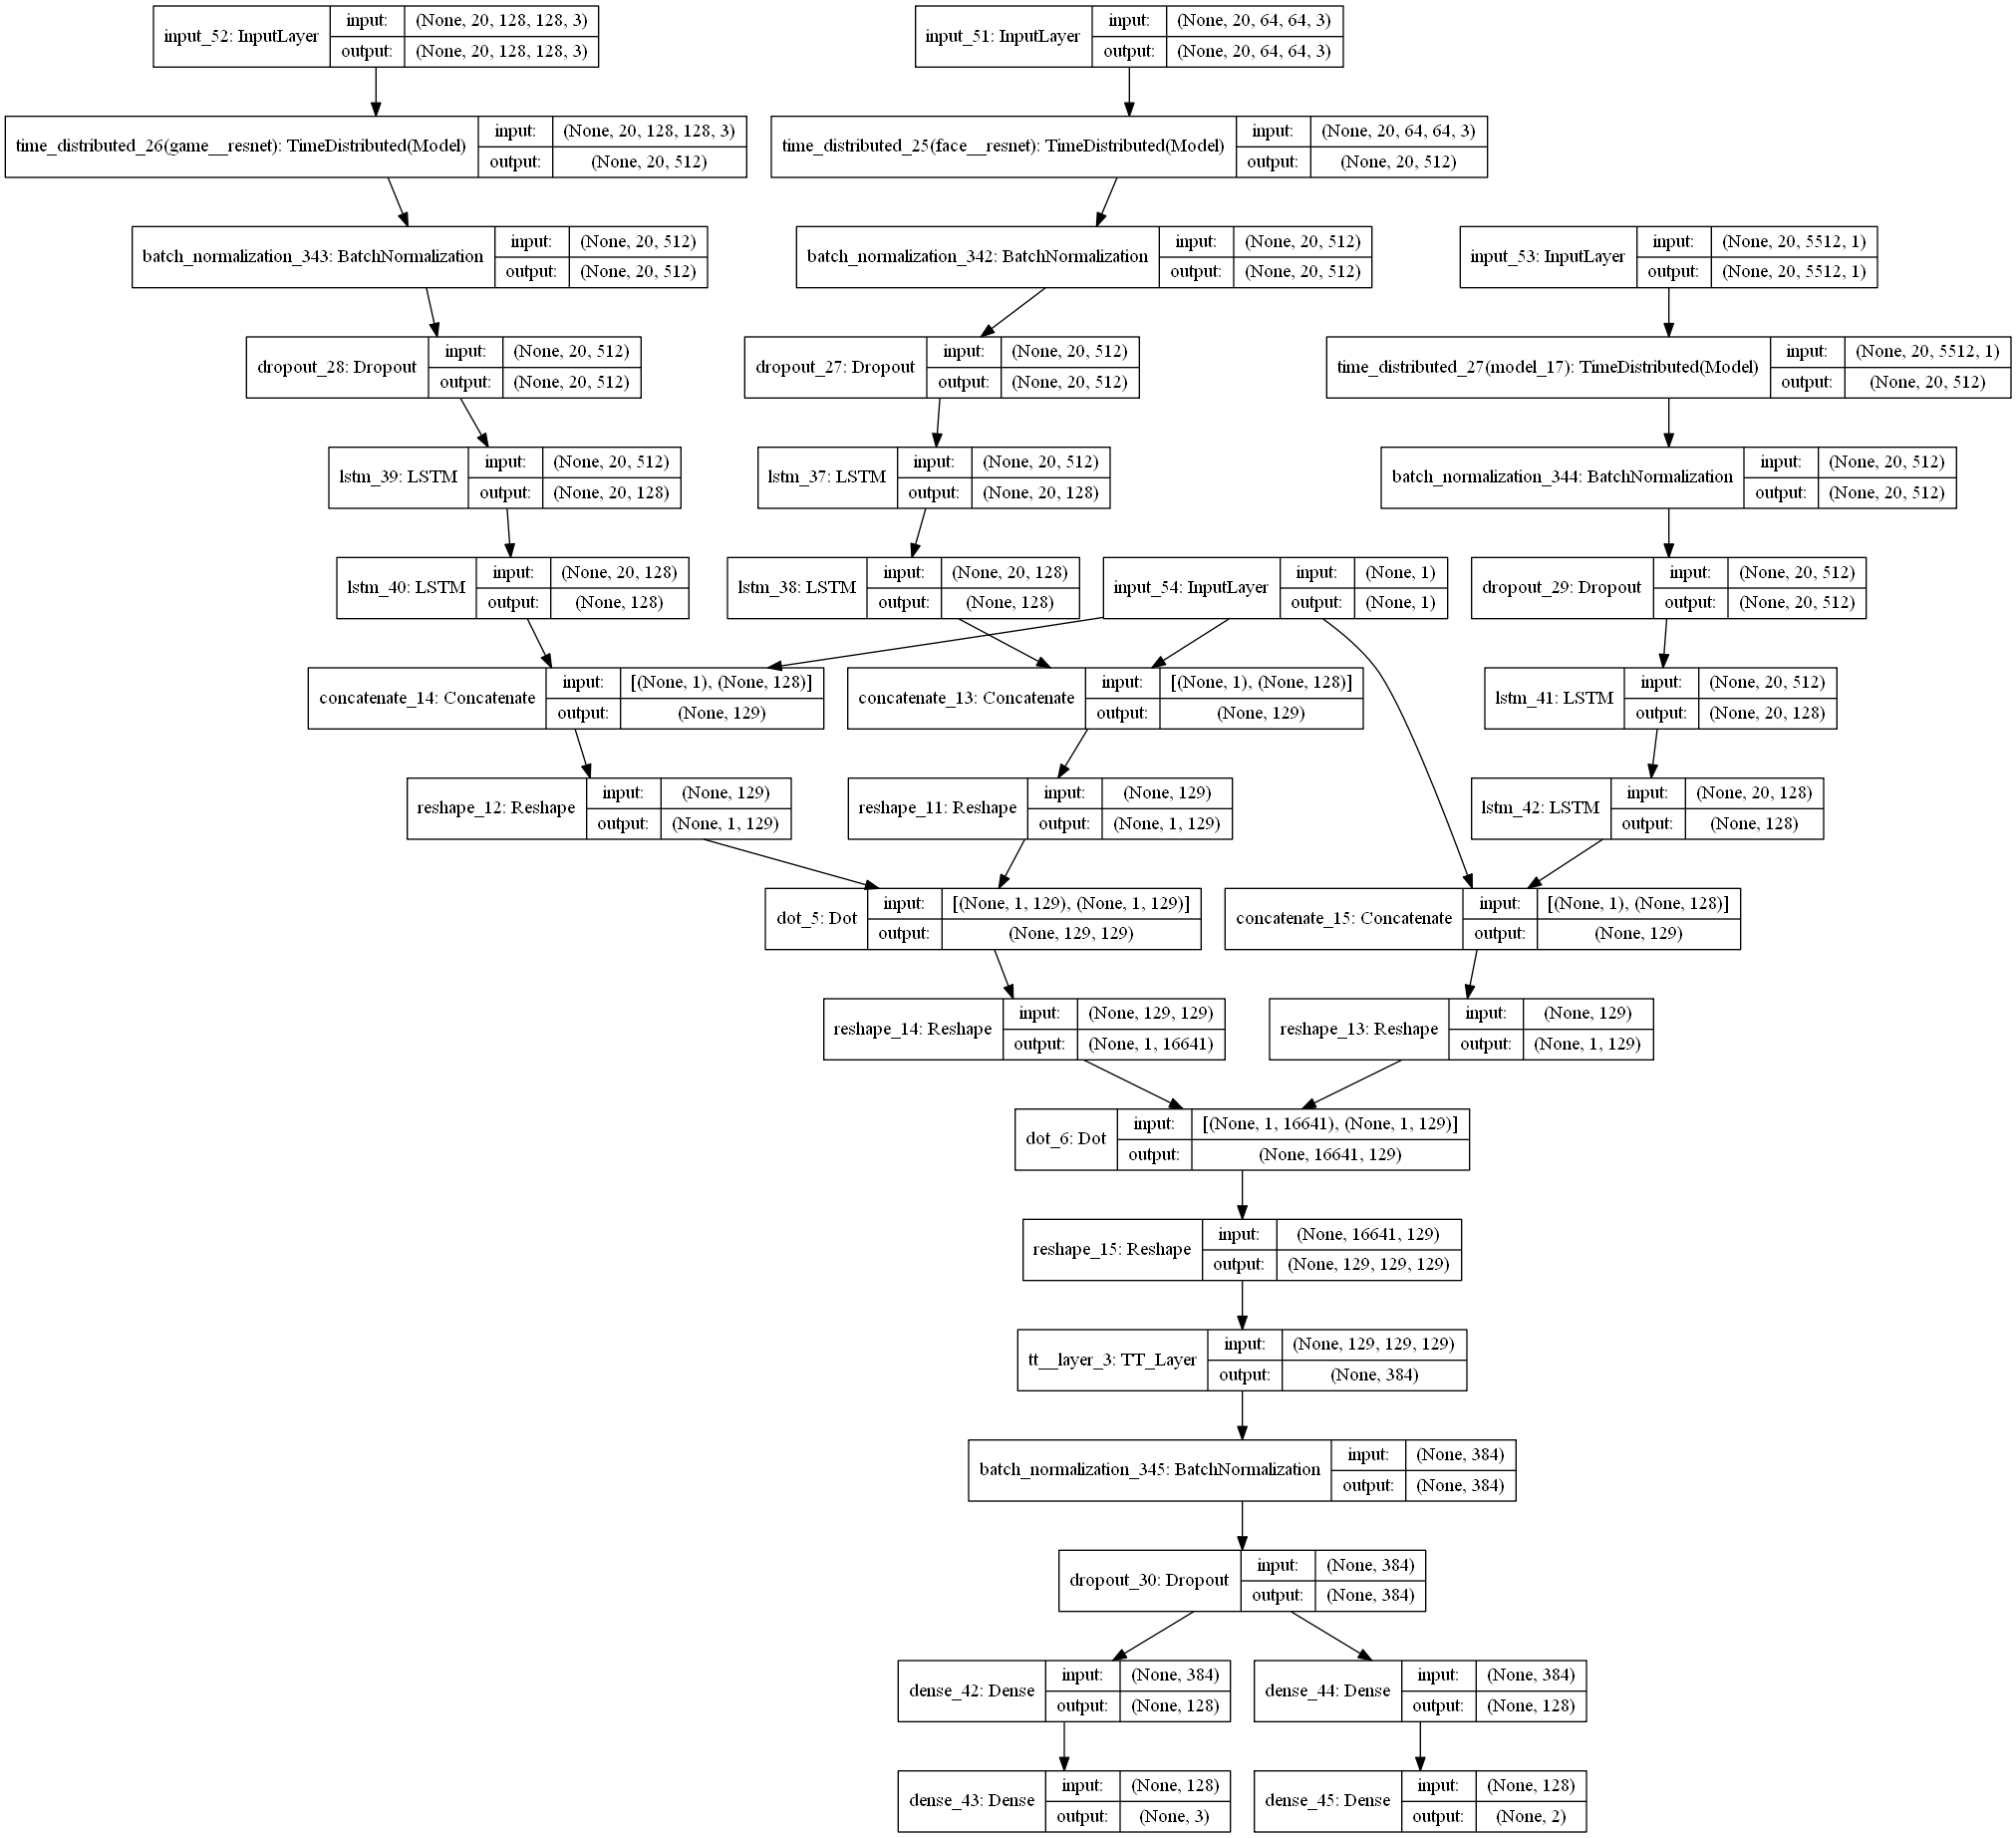 input_52: InputLayer
input: (None, 20, 128, 128, 3)
output: (None, 20, 128, 128, 3)
input_51: InputLayer
input: (None, 20, 64, 64, 3)
output: (None, 20, 64, 64, 3)
time_distributed_26(game__resnet): TimeDistributed(Model)
input: (None, 20, 128, 128, 3)
output: (None, 20, 512)
time_distributed_25(face__resnet): TimeDistributed(Model)
input: (None, 20, 64, 64, 3)
output: (None, 20, 512)
batch_normalization_343: BatchNormalization
input: (None, 20, 512)
output: (None, 20, 512)
batch_normalization_342: BatchNormalization
input: (None, 20, 512)
output: (None, 20, 512)
input_53: InputLayer
input: (None, 20, 5512, 1)
output: (None, 20, 5512, 1)
dropout_28: Dropout
input: (None, 20, 512)
output: (None, 20, 512)
dropout_27: Dropout
input: (None, 20, 512)
output: (None, 20, 512)
time_distributed_27(model_17): TimeDistributed(Model)
input: (None, 20, 5512, 1)
output: (None, 20, 512)
lstm_39: LSTM
input: (None, 20, 512)
output: (None, 20, 128)
lstm_37: LSTM
input: (None, 20, 512)
output: (None, 20, 128)
batch_normalization_344: BatchNormalization
input: (None, 20, 512)
output: (None, 20, 512)
lstm_40: LSTM
input: (None, 20, 128)
output: (None, 128)
lstm_38: LSTM
input: (None, 20, 128)
output: (None, 128)
input_54: InputLayer
input: (None, 1)
output: (None, 1)
dropout_29: Dropout
input: (None, 20, 512)
output: (None, 20, 512)
concatenate_14: Concatenate
input: [(None, 1), (None, 128)]
output: (None, 129)
concatenate_13: Concatenate
input: [(None, 1), (None, 128)]
output: (None, 129)
lstm_41: LSTM
input: (None, 20, 512)
output: (None, 20, 128)
reshape_12: Reshape
input: (None, 129)
output: (None, 1, 129)
reshape_11: Reshape
input: (None, 129)
output: (None, 1, 129)
lstm_42: LSTM
input: (None, 20, 128)
output: (None, 128)
dot_5: Dot
input: [(None, 1, 129), (None, 1, 129)]
output: (None, 129, 129)
concatenate_15: Concatenate
input: [(None, 1), (None, 128)]
output: (None, 129)
reshape_14: Reshape
input: (None, 129, 129)
output: (None, 1, 16641)
reshape_13: Reshape
input: (None, 129)
output: (None, 1, 129)
dot_6: Dot
input: [(None, 1, 16641), (None, 1, 129)]
output: (None, 16641, 129)
reshape_15: Reshape
input: (None, 16641, 129)
output: (None, 129, 129, 129)
tt__layer_3: TT_Layer
input: (None, 129, 129, 129)
output: (None, 384)
batch_normalization_345: BatchNormalization
input: (None, 384)
output: (None, 384)
dropout_30: Dropout
input: (None, 384)
output: (None, 384)
dense_42: Dense
input: (None, 384)
output: (None, 128)
dense_44: Dense
input: (None, 384)
output: (None, 128)
dense_43: Dense
input: (None, 128)
output: (None, 3)
dense_45: Dense
input: (None, 128)
output: (None, 2)